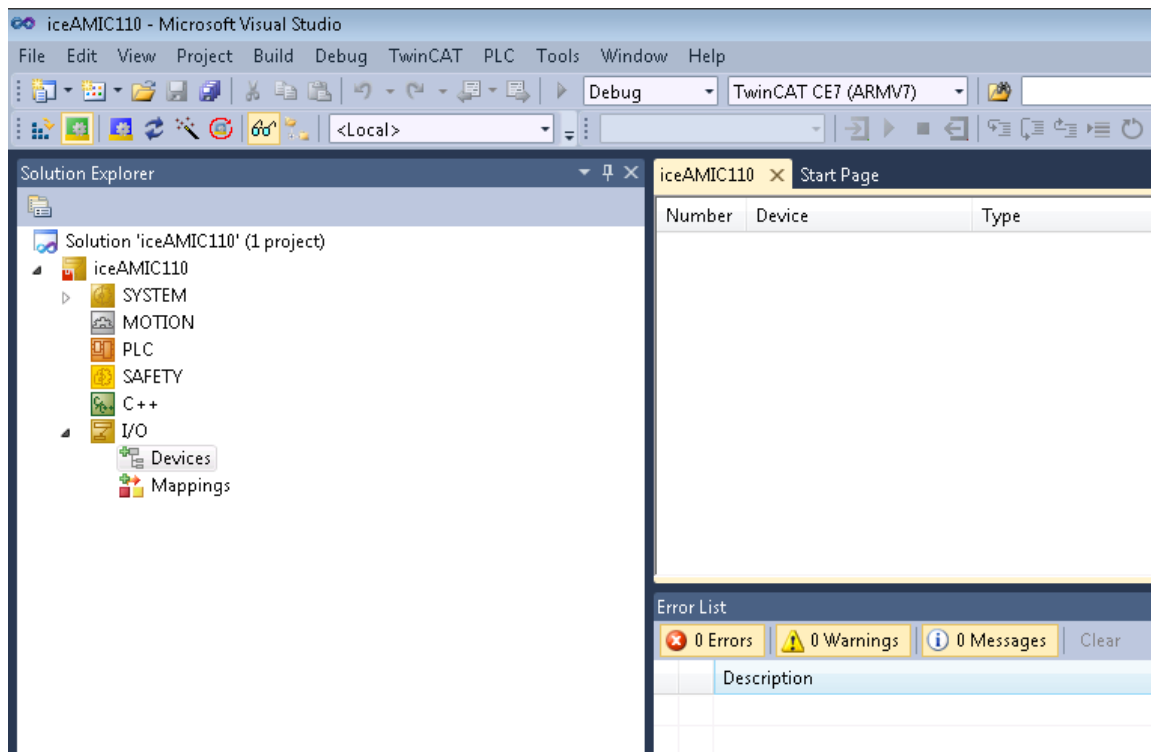 iceAMIC110 - Microsoft Visual Studio
File Edit View Project Build Debug TwinCAT PLC Tools Window Help
Debug TwinCAT CE7 (ARMV7)
<Local>
Solution Explorer
iceAMIC110 Start Page
Number Device Type
Solution 'iceAMIC110' (1 project)
iceAMIC110
SYSTEM
MOTION
PLC
SAFETY
C++
I/O
Devices
Mappings
Error List
0 Errors 0 Warnings 0 Messages Clear
Description